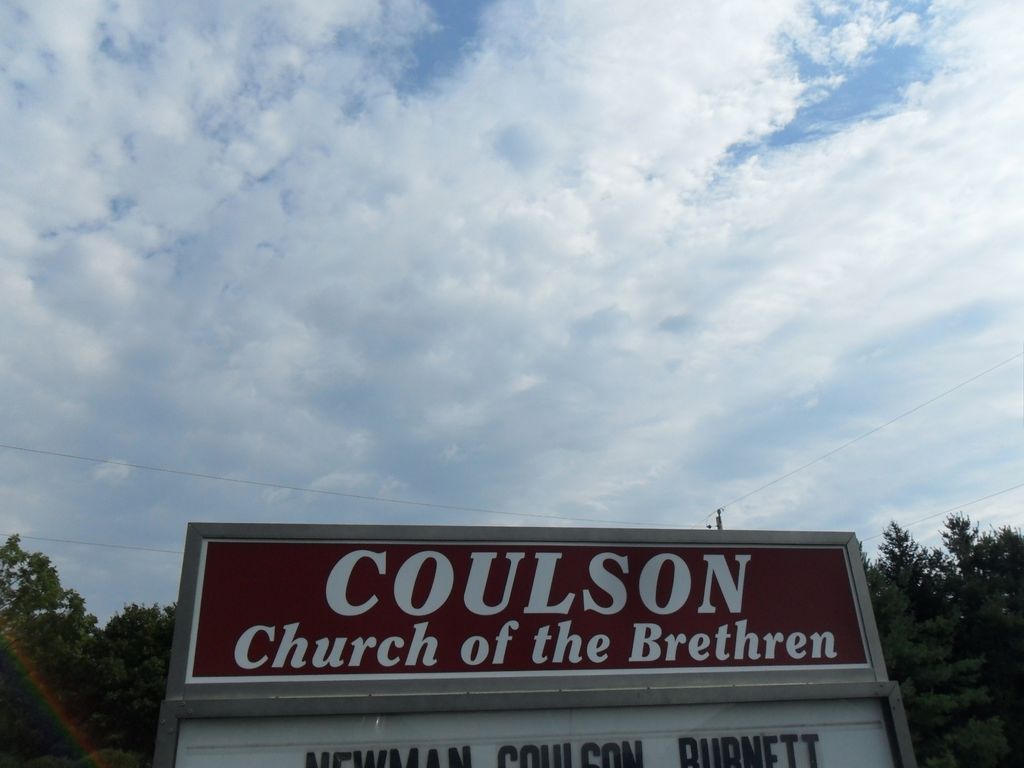 COULSON
Church of the Brethren
NEWMAN COULSON BURNETT